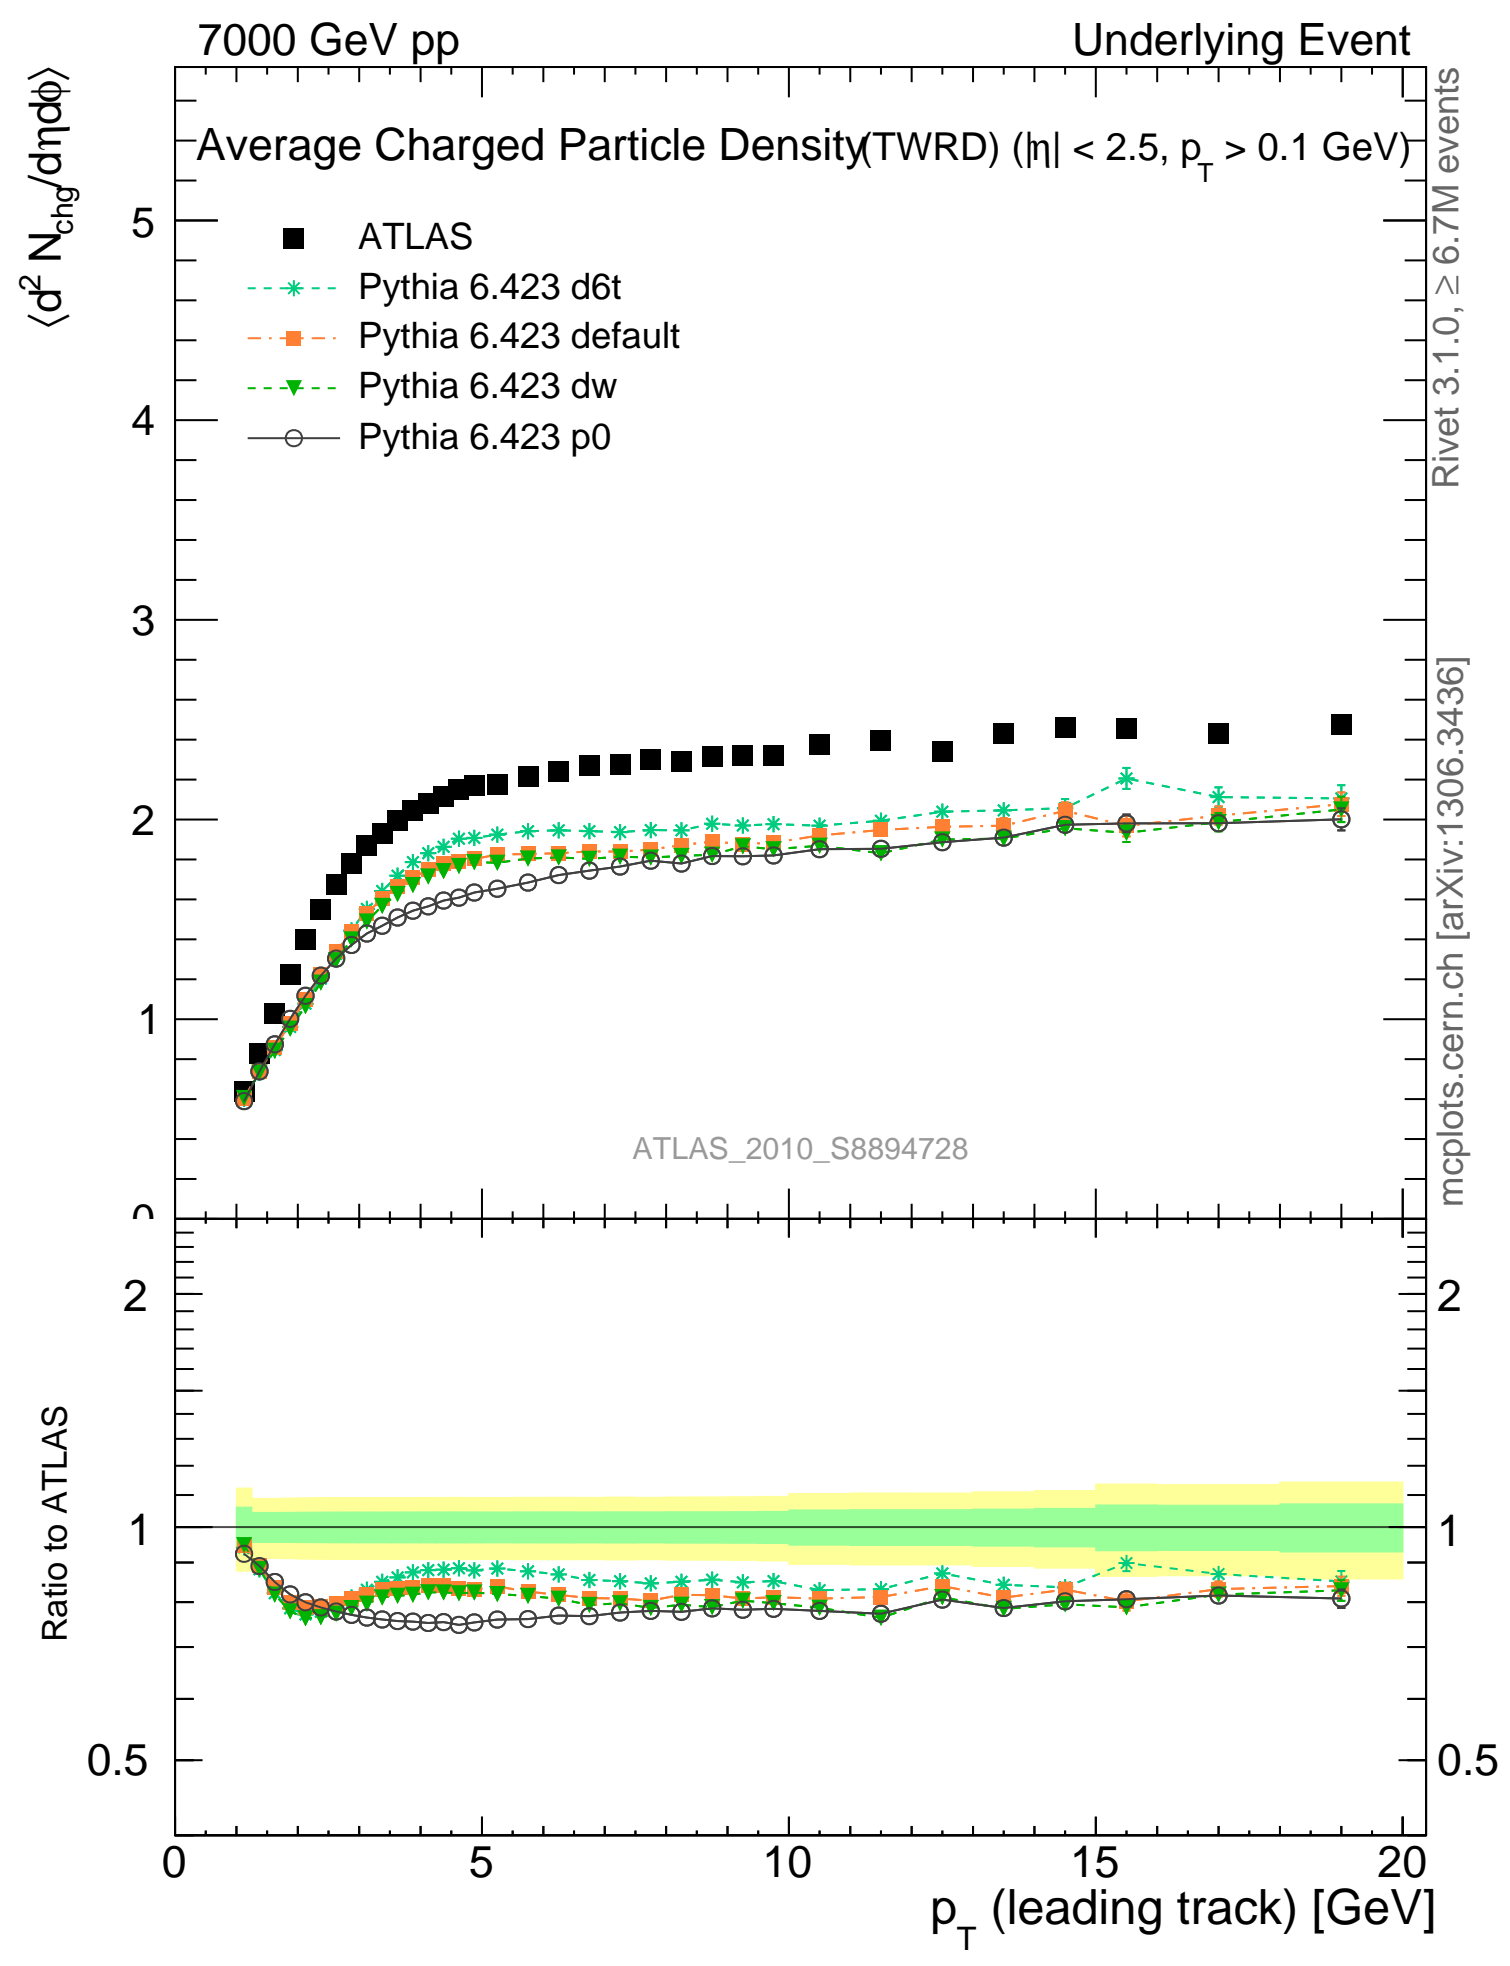 7000 GeV pp
Underlying Event
⟨d² N_chg/dηdϕ⟩
Average Charged Particle Density (TWRD) (|η| < 2.5, p_T > 0.1 GeV)
ATLAS
Pythia 6.423 d6t
Pythia 6.423 default
Pythia 6.423 dw
Pythia 6.423 p0
5
4
3
2
1
0
ATLAS_2010_S8894728
Rivet 3.1.0, ≥ 6.7M events
mcplots.cern.ch [arXiv:1306.3436]
Ratio to ATLAS
2
1
0.5
2
1
0.5
0 5 10 15 20
p_T (leading track) [GeV]